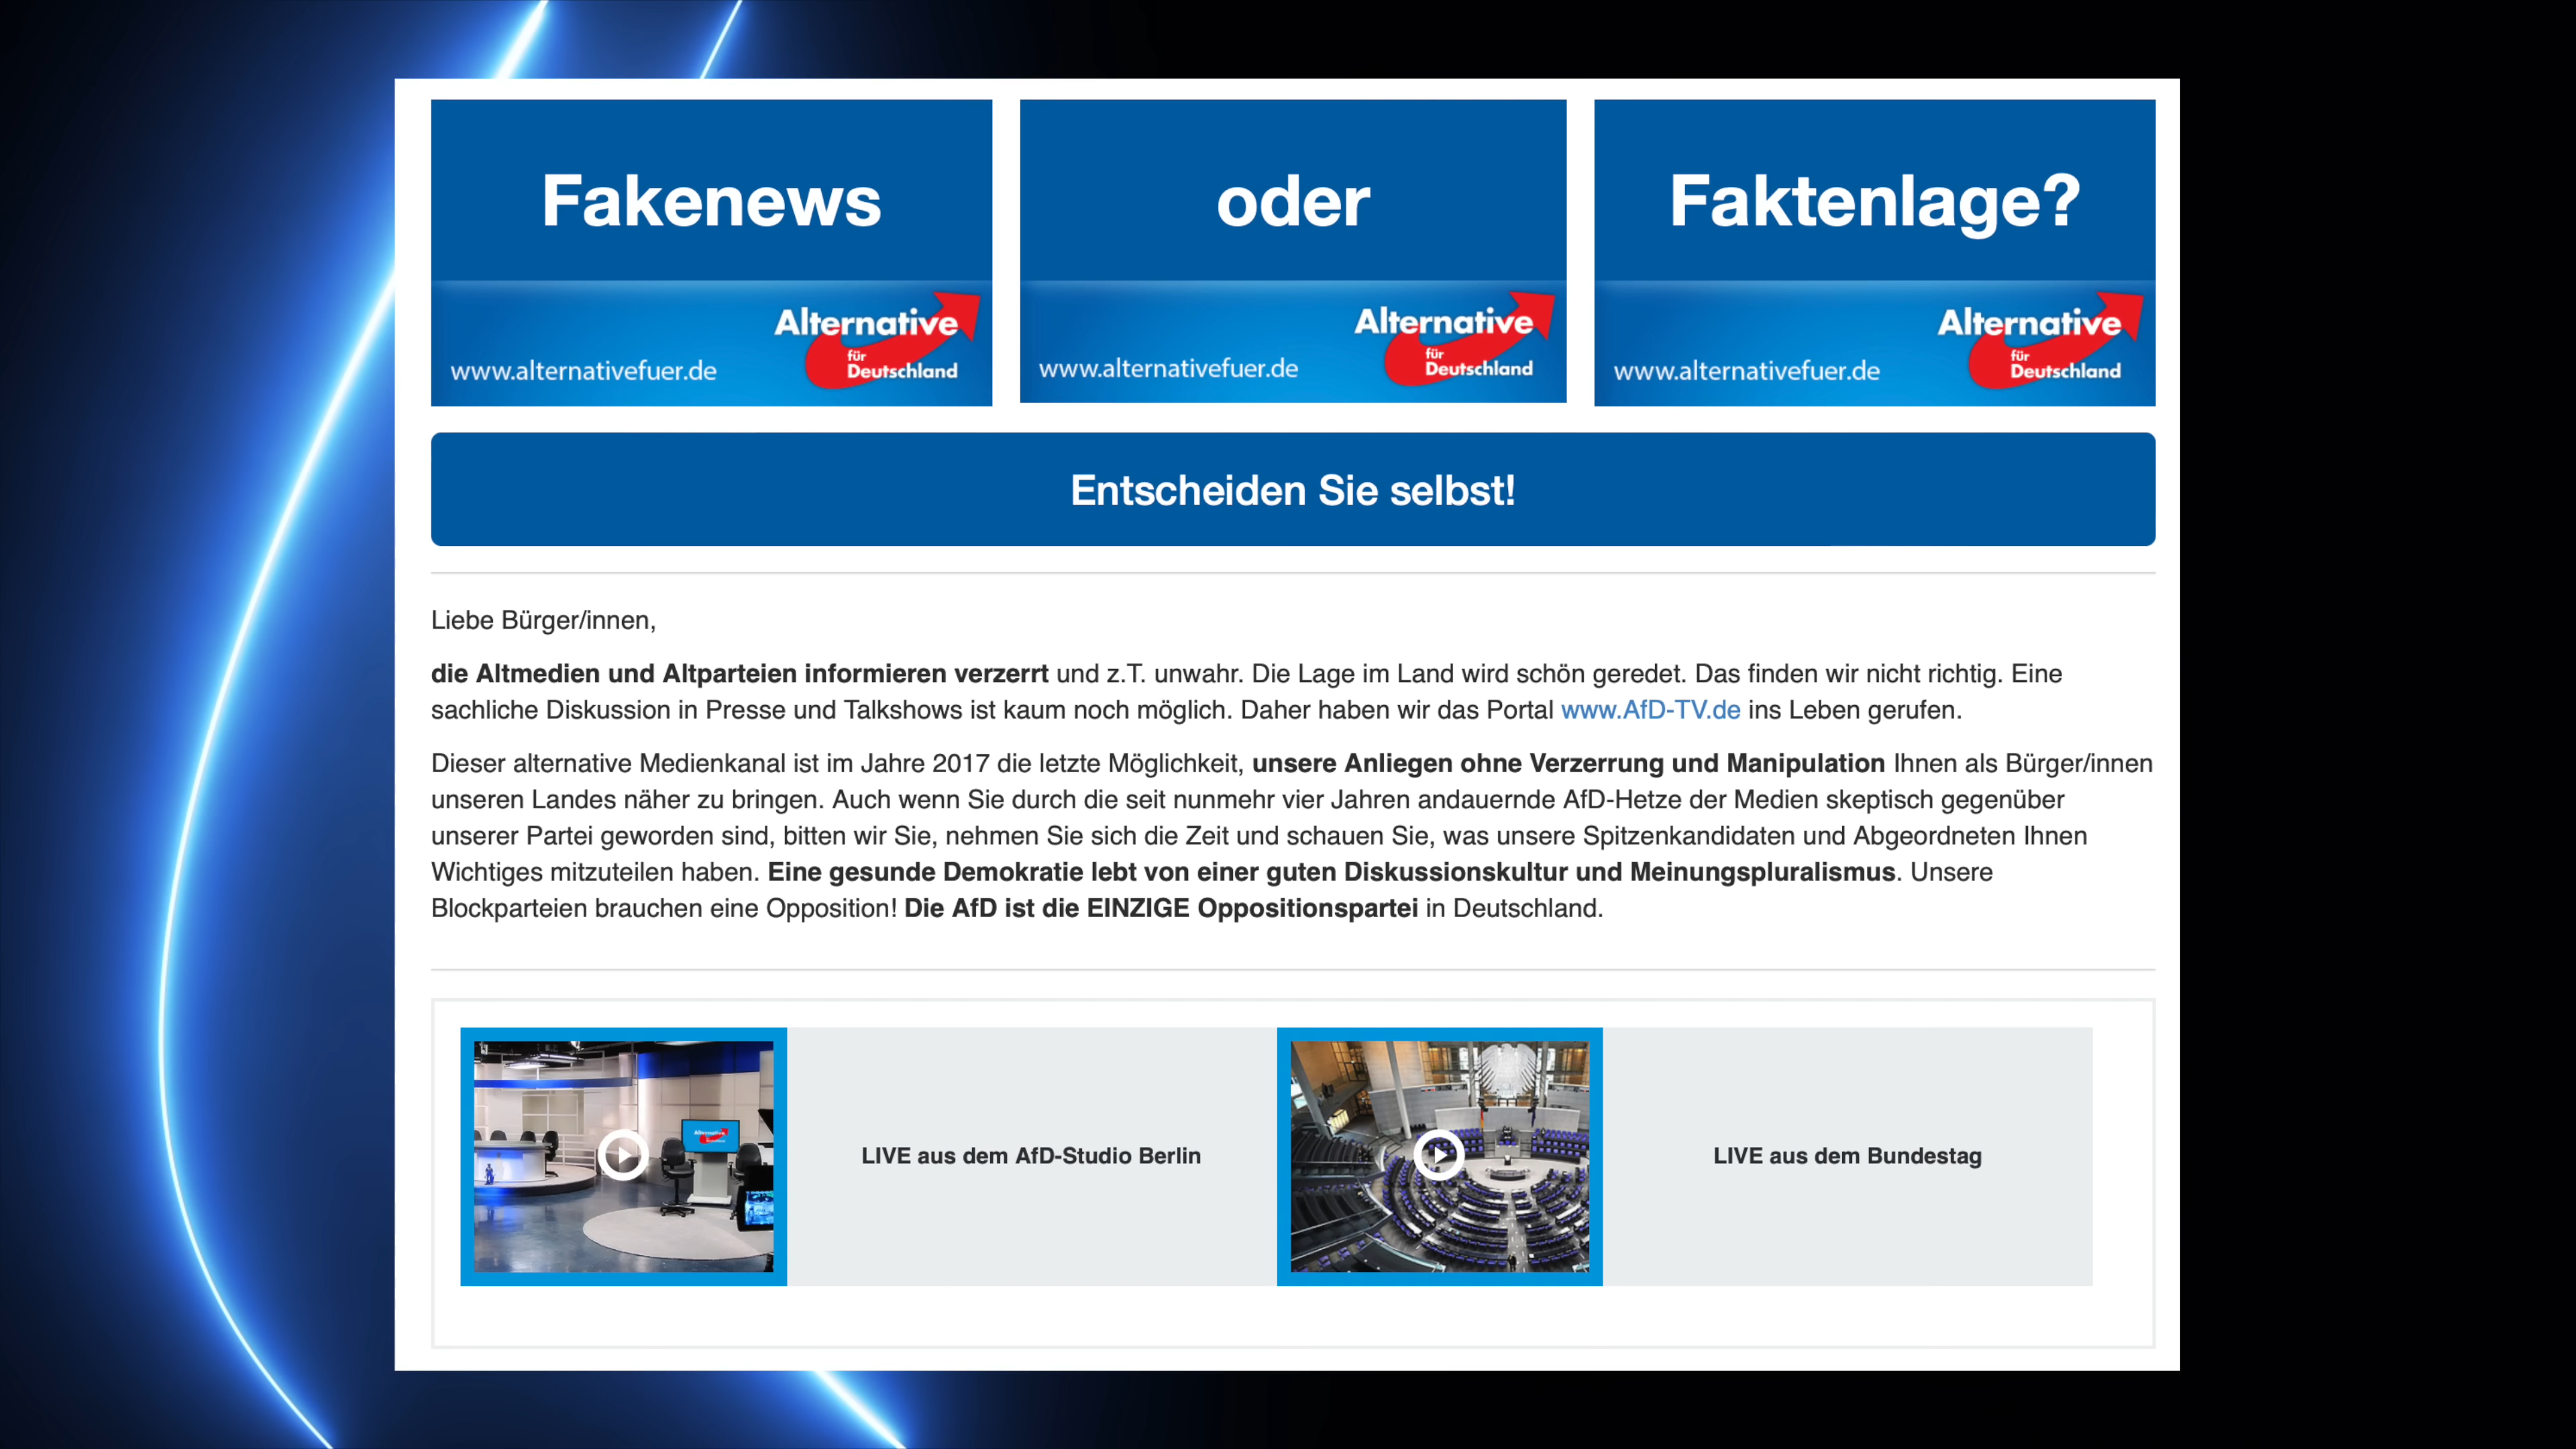 Fakenews
www.alternativefuer.de
Alternative
für
Deutschland
oder
www.alternativefuer.de
Alternative
für
Deutschland
Faktenlage?
www.alternativefuer.de
Alternative
für
Deutschland
Entscheiden Sie selbst!
Liebe Bürger/innen,
die Altmedien und Altparteien informieren verzerrt und z.T. unwahr. Die Lage im Land wird schön geredet. Das finden wir nicht richtig. Eine
sachliche Diskussion in Presse und Talkshows ist kaum noch möglich. Daher haben wir das Portal www.AfD-TV.de ins Leben gerufen.
Dieser alternative Medienkanal ist im Jahre 2017 die letzte Möglichkeit, unsere Anliegen ohne Verzerrung und Manipulation Ihnen als Bürger/innen
unseren Landes näher zu bringen. Auch wenn Sie durch die seit nunmehr vier Jahren andauernde AfD-Hetze der Medien skeptisch gegenüber
unserer Partei geworden sind, bitten wir Sie, nehmen Sie sich die Zeit und schauen Sie, was unsere Spitzenkandidaten und Abgeordneten Ihnen
Wichtiges mitzuteilen haben. Eine gesunde Demokratie lebt von einer guten Diskussionskultur und Meinungspluralismus. Unsere
Blockparteien brauchen eine Opposition! Die AfD ist die EINZIGE Oppositionspartei in Deutschland.
Alternative
LIVE aus dem AfD-Studio Berlin
LIVE aus dem Bundestag